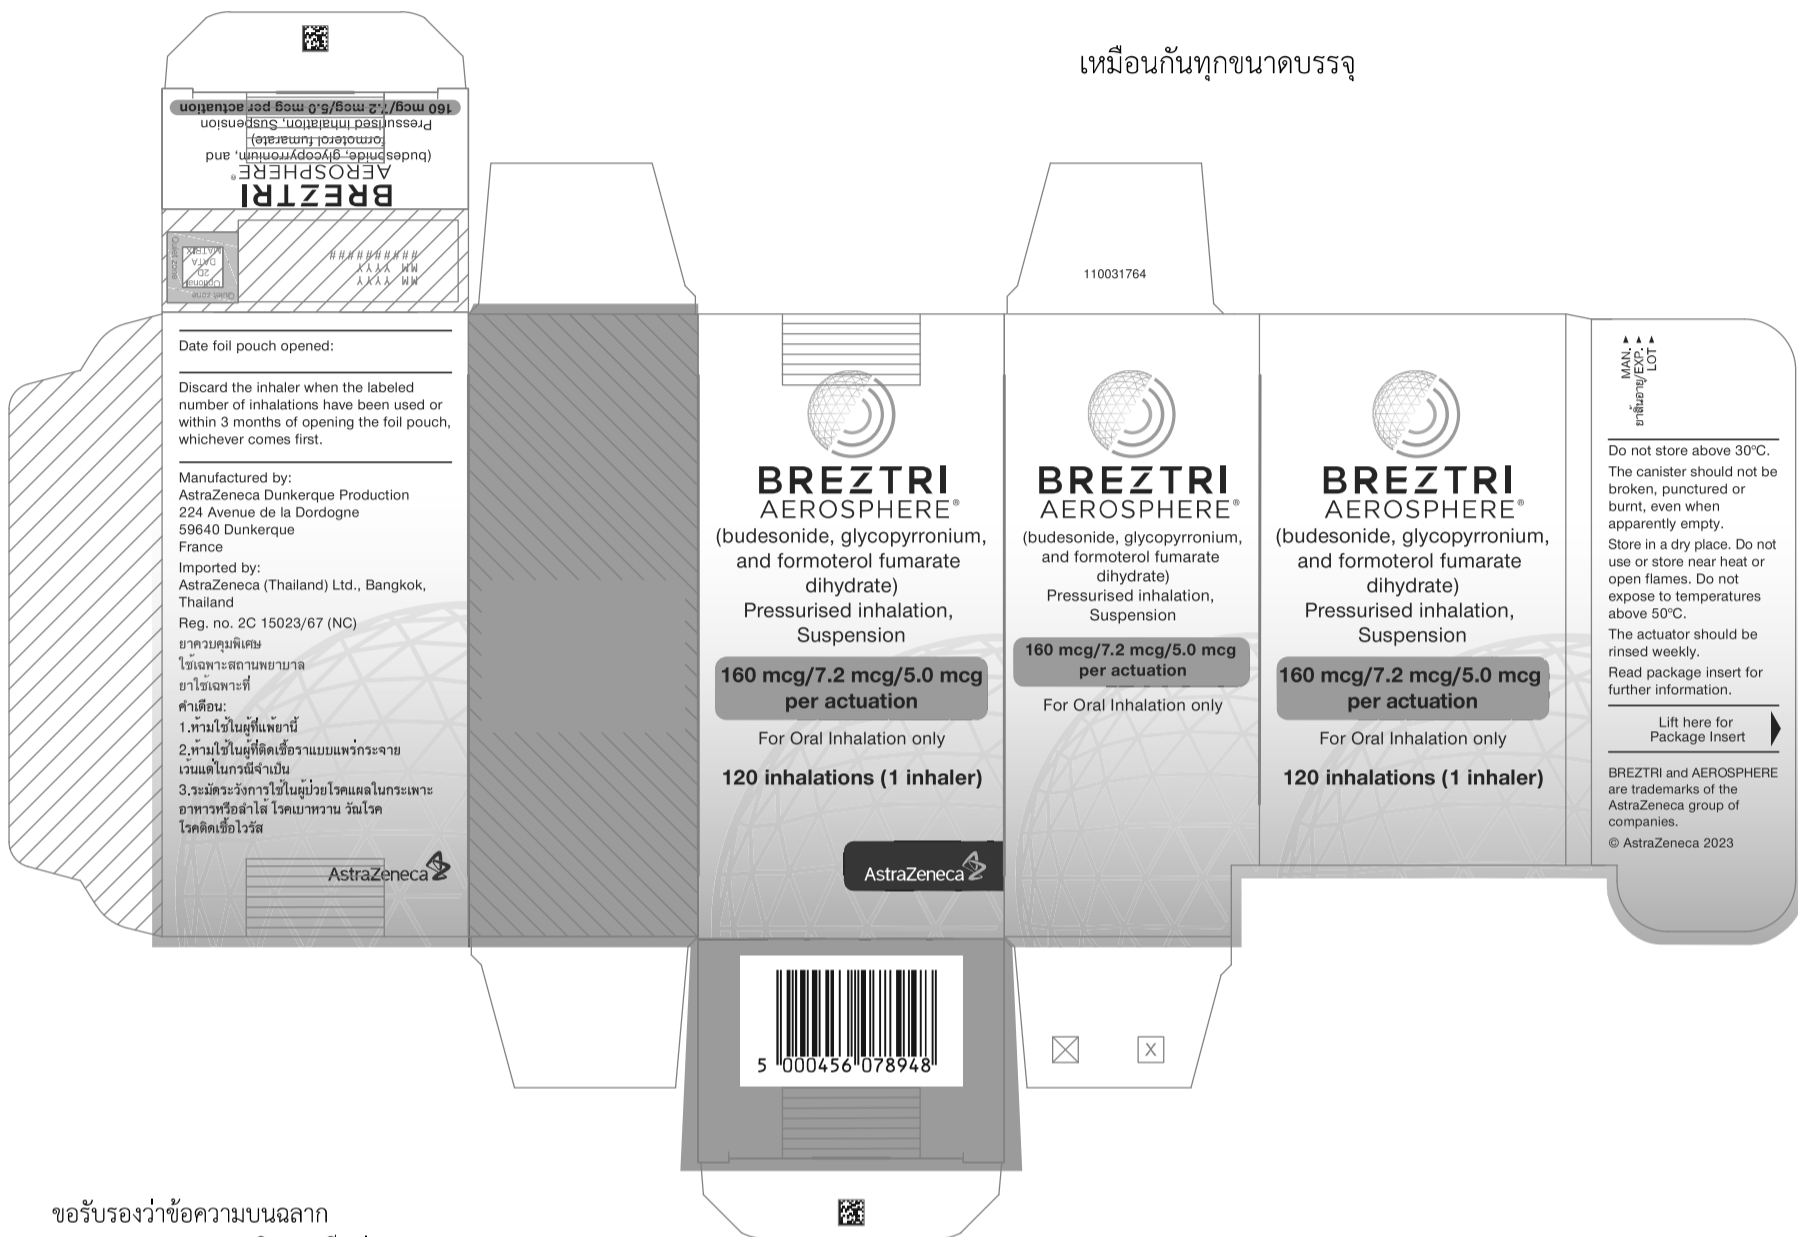 เหมือนกันทุกขนาดบรรจุ
160 mcg/7.2 mcg/5.0 mcg per actuation
Pressurised inhalation, Suspension
formoterol fumarate)
(budesonide, glycopyrronium, and
AEROSPHERE®
BREZTRI
Quiet zone
Optional
2D
DATA
MATRIX
Quiet zone
##########
MM YYYY
MM YYYY
Date foil pouch opened:
Discard the inhaler when the labeled
number of inhalations have been used or
within 3 months of opening the foil pouch,
whichever comes first.
Manufactured by:
AstraZeneca Dunkerque Production
224 Avenue de la Dordogne
59640 Dunkerque
France
Imported by:
AstraZeneca (Thailand) Ltd., Bangkok,
Thailand
Reg. no. 2C 15023/67 (NC)
ยาควบคุมพิเศษ
ใช้เฉพาะสถานพยาบาล
ยาใช้เฉพาะที่
คำเตือน:
1.ห้ามใช้ในผู้ที่แพ้ยานี้
2.ห้ามใช้ในผู้ที่ติดเชื้อราแบบแพร่กระจาย
เว้นแต่ในกรณีจำเป็น
3.ระมัดระวังการใช้ในผู้ป่วยโรคแผลในกระเพาะ
อาหารหรือลำไส้ โรคเบาหวาน วัณโรค
โรคติดเชื้อไวรัส
AstraZeneca
BREZTRI
AEROSPHERE®
(budesonide, glycopyrronium,
and formoterol fumarate
dihydrate)
Pressurised inhalation,
Suspension
160 mcg/7.2 mcg/5.0 mcg
per actuation
For Oral Inhalation only
120 inhalations (1 inhaler)
AstraZeneca
5 000456 078948
110031764
BREZTRI
AEROSPHERE®
(budesonide, glycopyrronium,
and formoterol fumarate
dihydrate)
Pressurised inhalation,
Suspension
160 mcg/7.2 mcg/5.0 mcg
per actuation
For Oral Inhalation only
X
BREZTRI
AEROSPHERE®
(budesonide, glycopyrronium,
and formoterol fumarate
dihydrate)
Pressurised inhalation,
Suspension
160 mcg/7.2 mcg/5.0 mcg
per actuation
For Oral Inhalation only
120 inhalations (1 inhaler)
MAN.
ยาสิ้นอายุ/EXP.
LOT
Do not store above 30°C.
The canister should not be
broken, punctured or
burnt, even when
apparently empty.
Store in a dry place. Do not
use or store near heat or
open flames. Do not
expose to temperatures
above 50°C.
The actuator should be
rinsed weekly.
Read package insert for
further information.
Lift here for
Package Insert
BREZTRI and AEROSPHERE
are trademarks of the
AstraZeneca group of
companies.
© AstraZeneca 2023
ขอรับรองว่าข้อความบนฉลาก